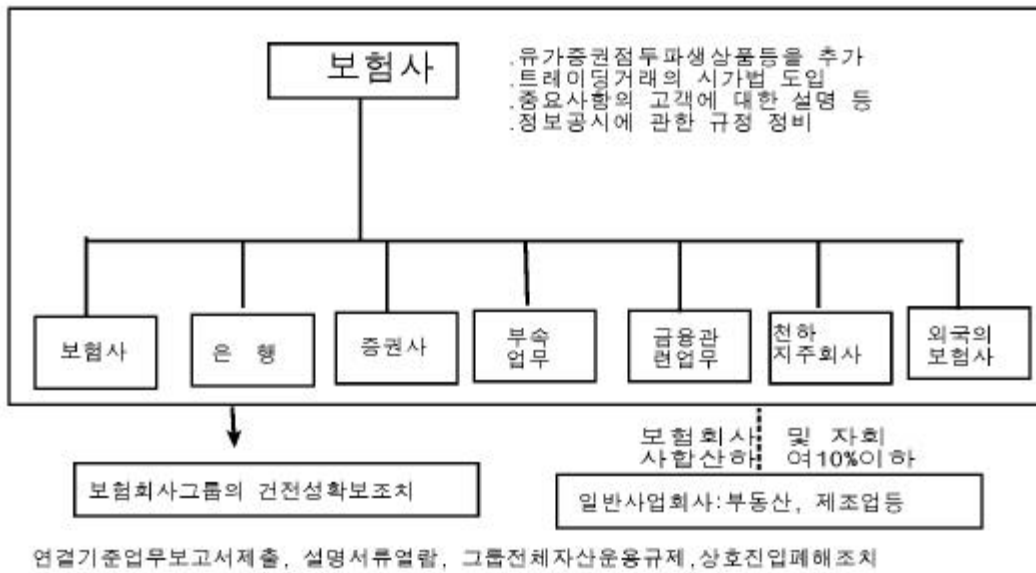 보험사
.유가증권점두파생상품등을 추가
.트레이딩거래의 시가법 도입
.중요사항의 고객에 대한 설명 등
.정보공시에 관한 규정 정비
보험사
은 행
증권사
부속
업무
금융관
련업무
천하
지주회사
외국의
보험사
보험회사 및 자회
사합산하여10%이하
보험회사그룹의 건전성확보조치
일반사업회사:부동산, 제조업등
연결기준업무보고서제출, 설명서류열람, 그룹전체자산운용규제,상호진입폐해조치